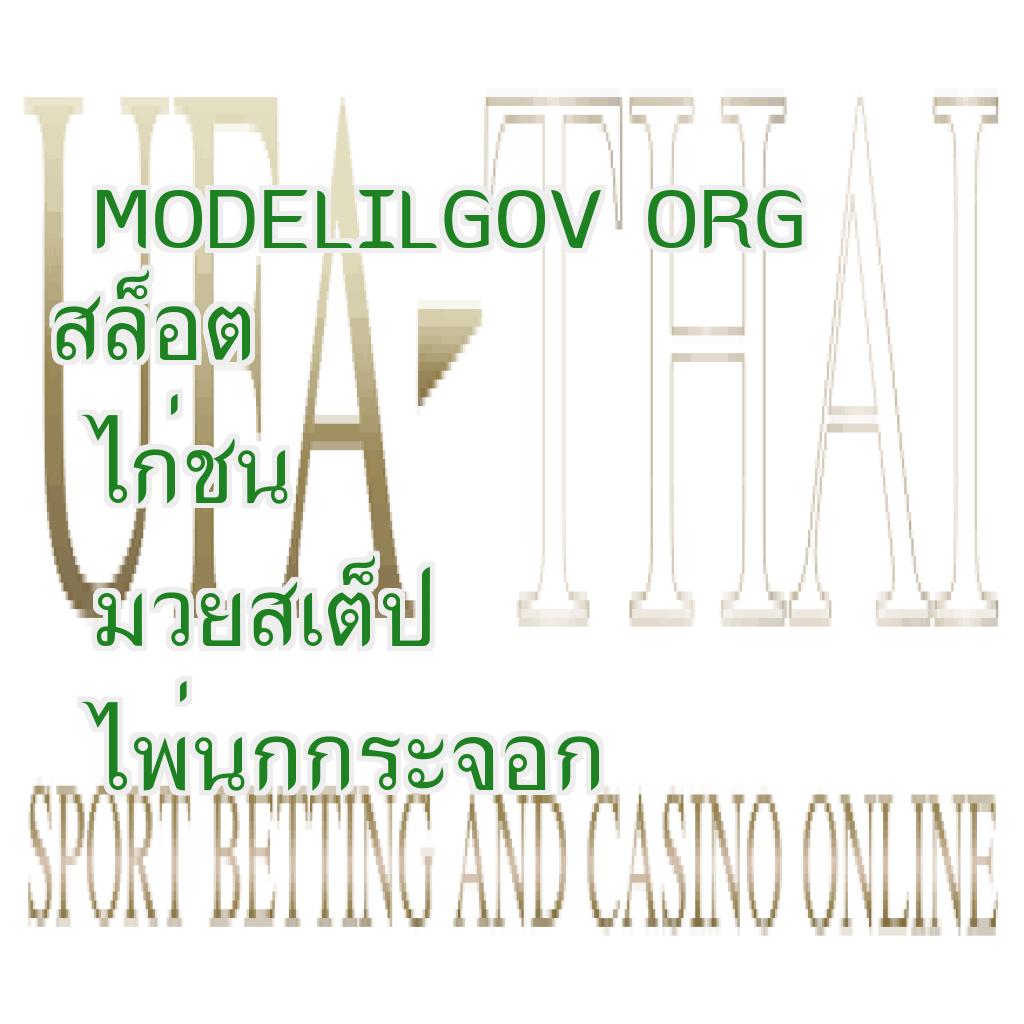 UFA THAI
MODELILGOV ORG
สล็อต
ไก่ชน
มวยสเต็ป
ไพ่นกกระจอก
SPORT BETTING AND CASINO ONLINE